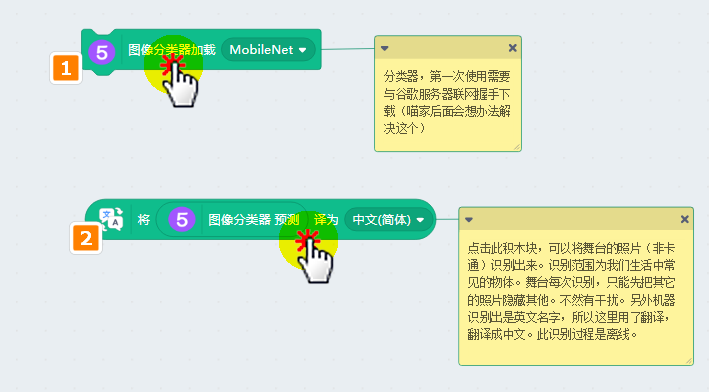 5 图像分类器加载 MobileNet
1
分类器，第一次使用需要
与谷歌服务器联网握手下
载（喵家后面会想办法解
决这个）
文 A 将 5 图像分类器 预测 译为 中文(简体)
2
点击此积木块，可以将舞台的照片（非卡
通）识别出来。识别范围为我们生活中常
见的物体。舞台每次识别，只能先把其它
的照片隐藏其他。不然有干扰。另外机器
识别出是英文名字，所以这里用了翻译，
翻译成中文。此识别过程是离线。